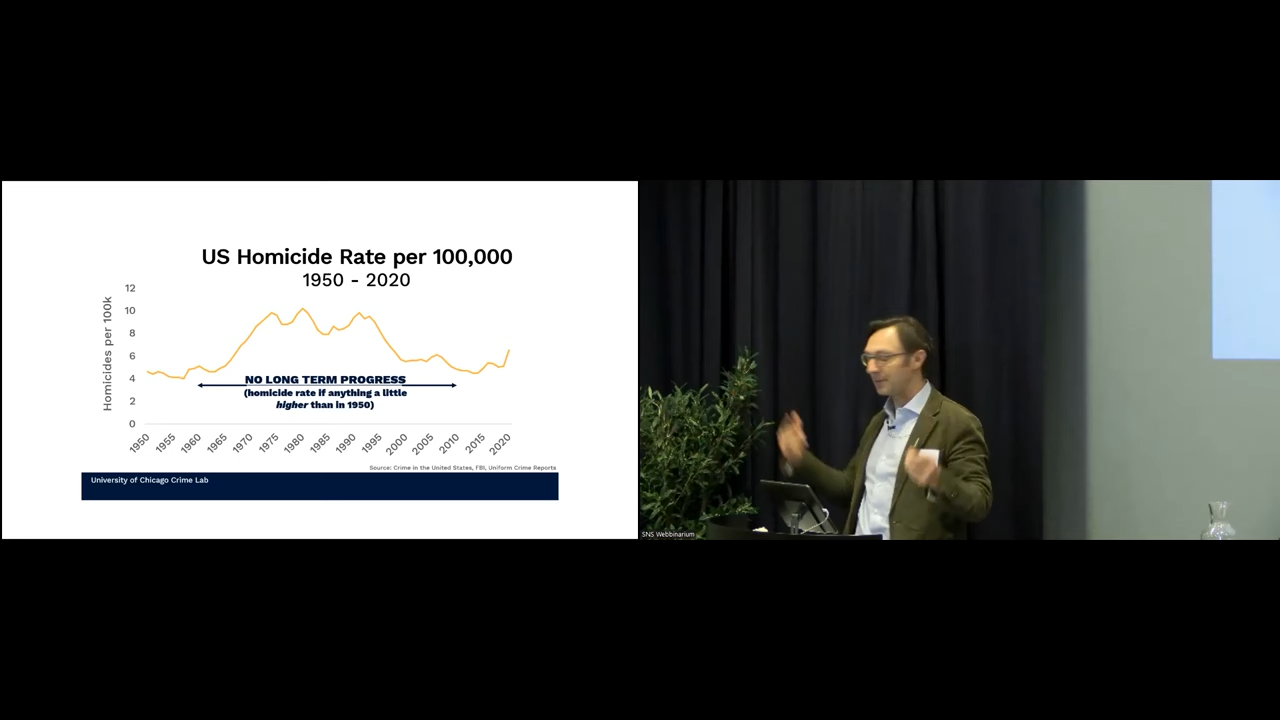 US Homicide Rate per 100,000
1950 - 2020
Homicides per 100k
12
10
8
6
4
2
0
NO LONG TERM PROGRESS
(homicide rate if anything a little
higher than in 1950)
1950 1955 1960 1965 1970 1975 1980 1985 1990 1995 2000 2005 2010 2015 2020
Source: Crime in the United States, FBI, Uniform Crime Reports
University of Chicago Crime Lab
SNS Webbinarium